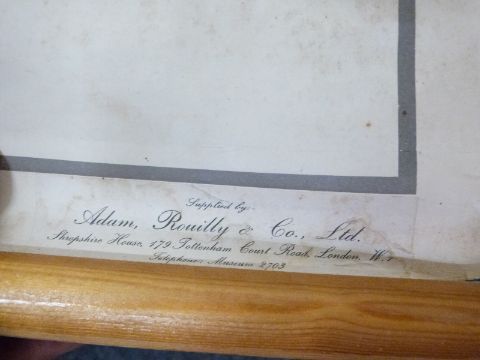 Supplied by:
Adam, Rouilly & Co., Ltd.
Shropshire House, 179, Tottenham Court Road, London, W.1
Telephone: Museum 2703